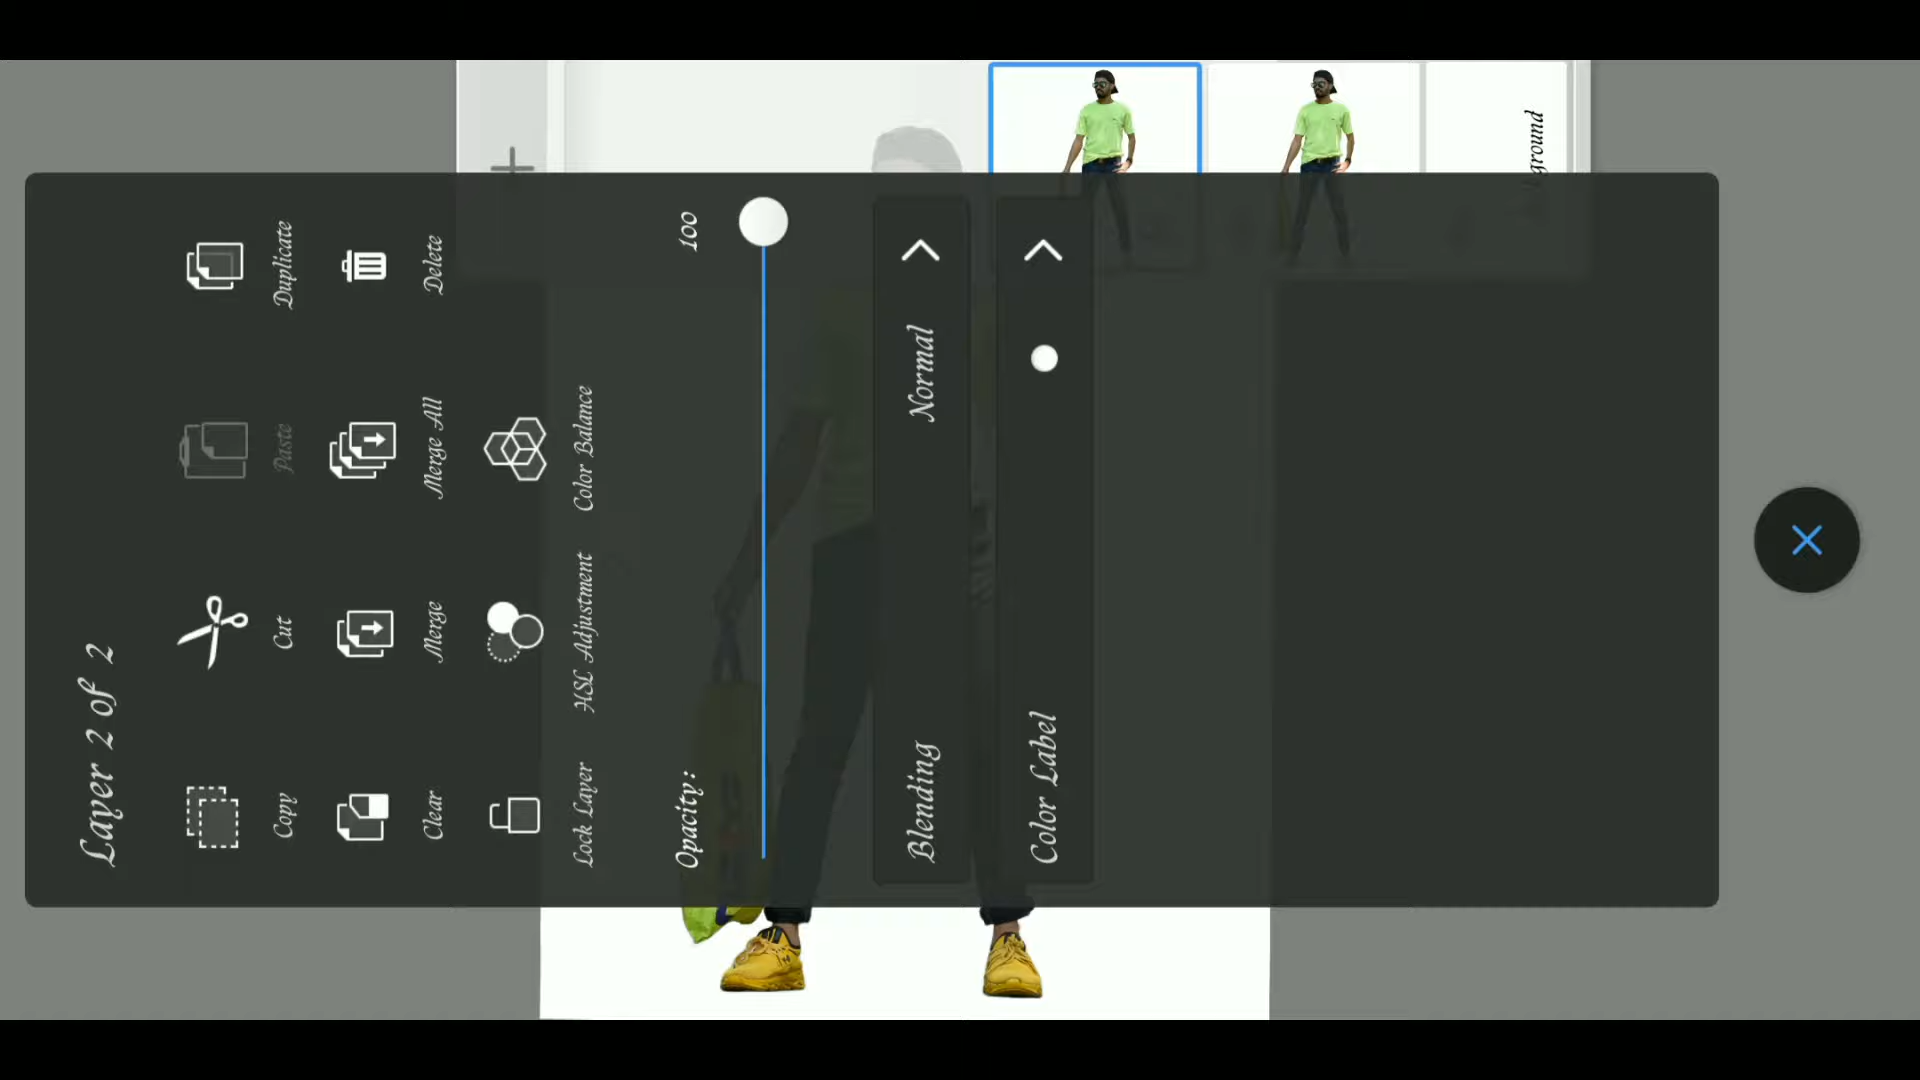 Layer 2 of 2
Copy Cut Paste Duplicate
Clear Merge Merge All Delete
Lock Layer HSL Adjustment Color Balance
Opacity: 100
Blending Normal
Color Label